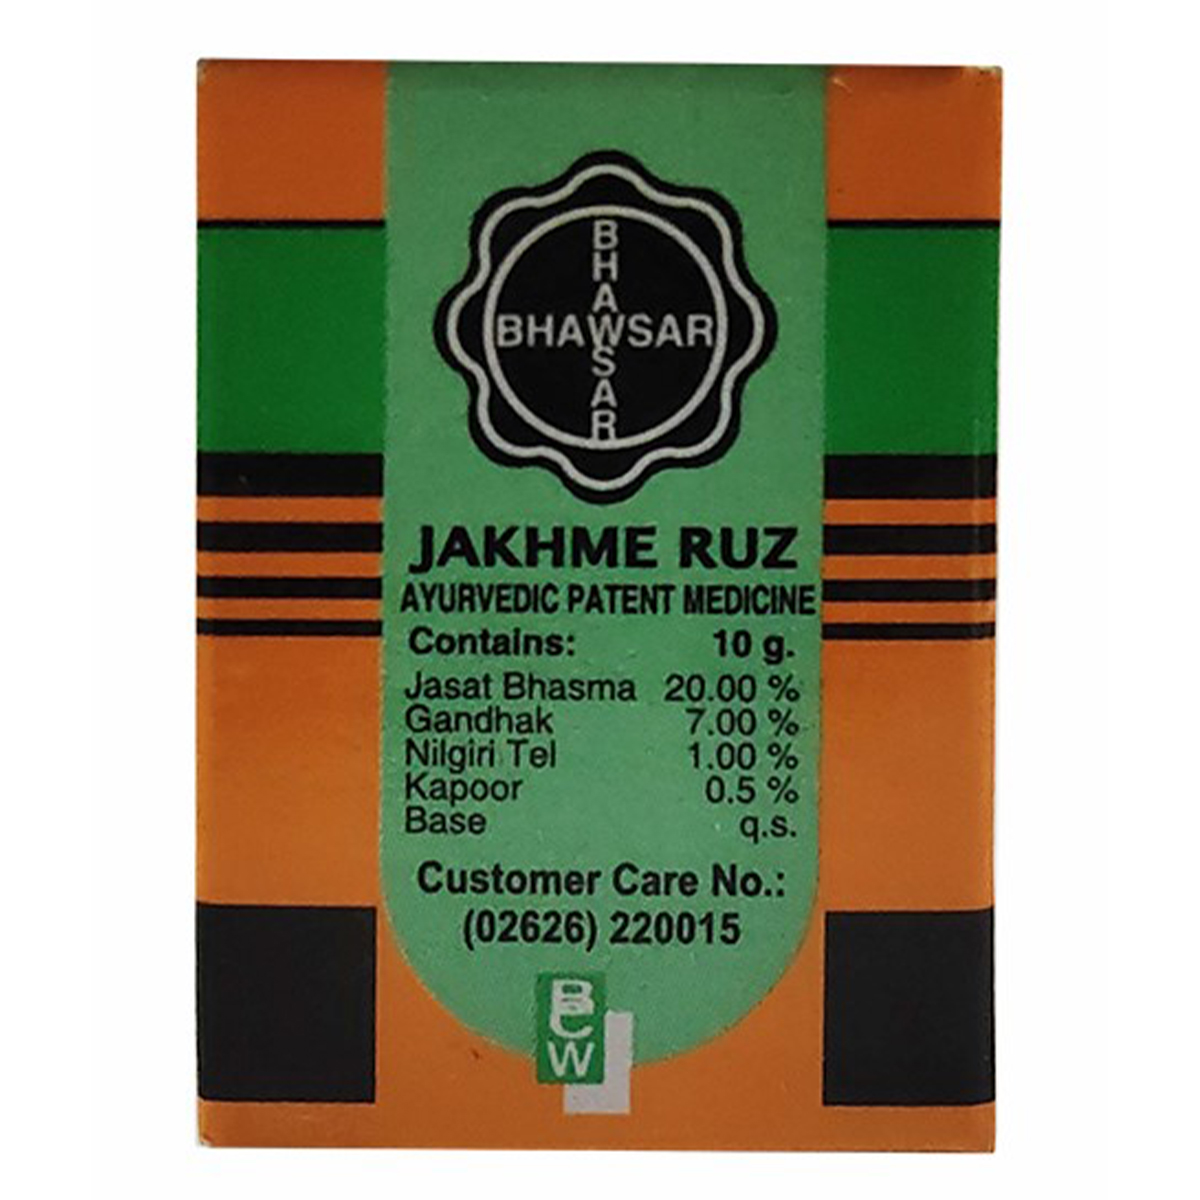 BHAWSAR
BHAWSAR
JAKHME RUZ
AYURVEDIC PATENT MEDICINE
Contains: 10 g.
Jasat Bhasma 20.00 %
Gandhak 7.00 %
Nilgiri Tel 1.00 %
Kapoor 0.5 %
Base q.s.
Customer Care No.:
(02626) 220015
B
C
W